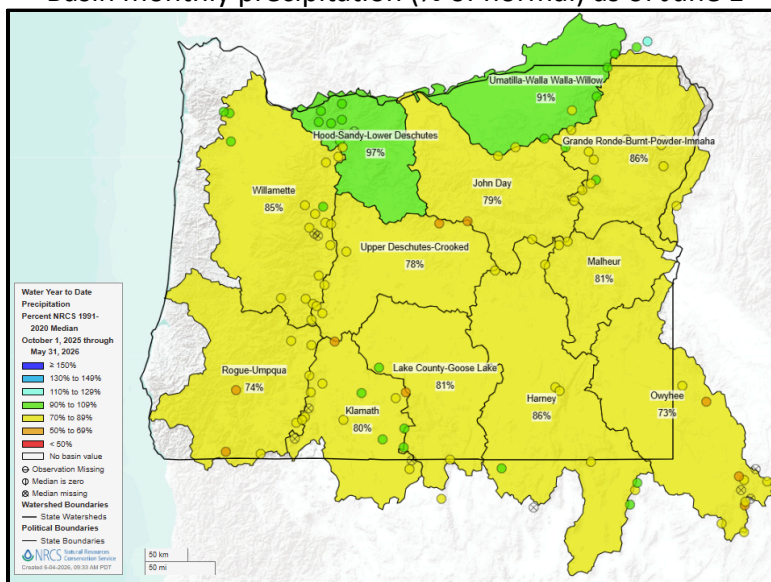 Basin monthly precipitation (% of normal) as of June 1
Umatilla-Walla Walla-Willow
91%
Hood-Sandy-Lower Deschutes
97%
Grande Ronde-Burnt-Powder-Imnaha
86%
Willamette
85%
John Day
79%
Upper Deschutes-Crooked
78%
Malheur
81%
Rogue-Umpqua
74%
Lake County-Goose Lake
81%
Klamath
80%
Harney
86%
Owyhee
73%
Water Year to Date
Precipitation
Percent NRCS 1991-
2020 Median
October 1, 2025 through
May 31, 2026
≥ 150%
130% to 149%
110% to 129%
90% to 109%
70% to 89%
50% to 69%
< 50%
No basin value
Observation Missing
Median is zero
Median missing
Watershed Boundaries
State Watersheds
Political Boundaries
State Boundaries
NRCS Natural Resources
Conservation Service
Created 6-04-2026, 09:33 AM PDT
50 km
50 mi